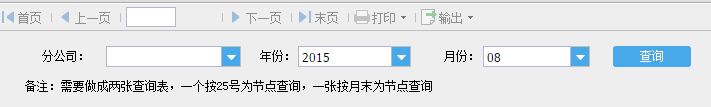 首页 上一页 下一页 末页 打印 输出
分公司： 年份： 2015 月份： 08 查询
备注：需要做成两张查询表，一个按25号为节点查询，一张按月末为节点查询